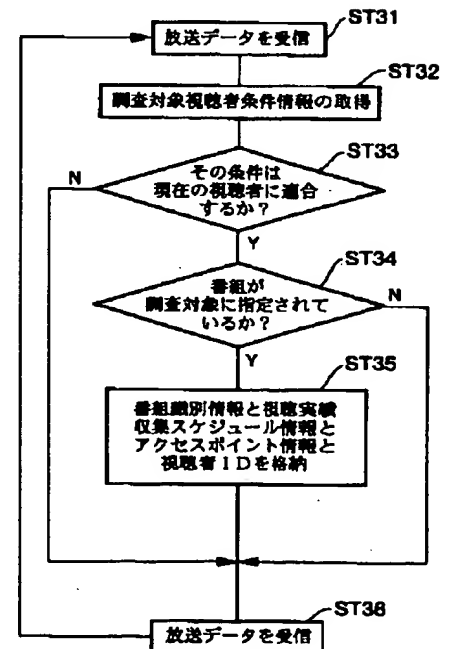 ST31
放送データを受信
ST32
調査対象視聴者条件情報の取得
ST33
その条件は
現在の視聴者に適合
するか？
N
Y
ST34
番組が
調査対象に指定されて
いるか？
N
Y
ST35
番組識別情報と視聴実績
収集スケジュール情報と
アクセスポイント情報と
視聴者IDを格納
ST38
放送データを受信